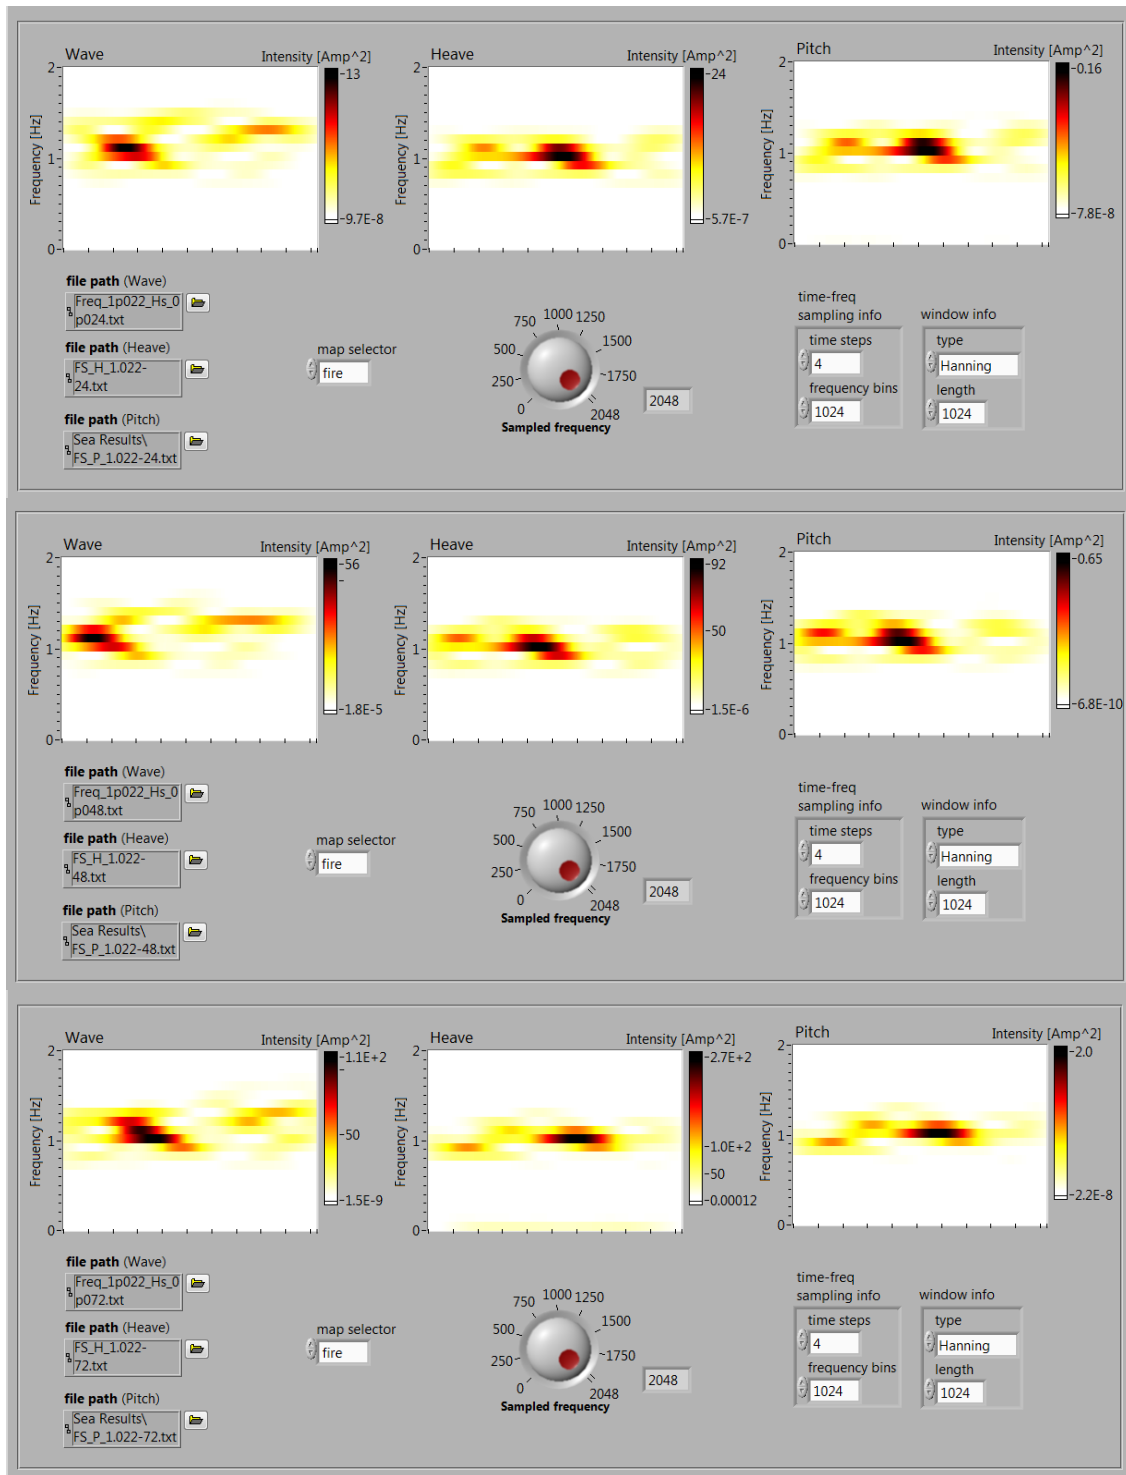 Wave
Intensity [Amp^2]
2
13
Frequency [Hz]
1
9.7E-8
0
Heave
Intensity [Amp^2]
2
24
Frequency [Hz]
1
5.7E-7
0
Pitch
Intensity [Amp^2]
2
0.16
Frequency [Hz]
1
7.8E-8
0
file path (Wave)
Freq_1p022_Hs_0
p024.txt
file path (Heave)
FS_H_1.022-
24.txt
file path (Pitch)
Sea Results\
FS_P_1.022-24.txt
map selector
fire
0
250
500
750
1000
1250
1500
1750
2048
2048
Sampled frequency
time-freq
sampling info
time steps
4
frequency bins
1024
window info
type
Hanning
length
1024
Wave
Intensity [Amp^2]
2
56
Frequency [Hz]
1
1.8E-5
0
Heave
Intensity [Amp^2]
2
92
50
Frequency [Hz]
1
1.5E-6
0
Pitch
Intensity [Amp^2]
2
0.65
Frequency [Hz]
1
6.8E-10
0
file path (Wave)
Freq_1p022_Hs_0
p048.txt
file path (Heave)
FS_H_1.022-
48.txt
file path (Pitch)
Sea Results\
FS_P_1.022-48.txt
map selector
fire
0
250
500
750
1000
1250
1500
1750
2048
2048
Sampled frequency
time-freq
sampling info
time steps
4
frequency bins
1024
window info
type
Hanning
length
1024
Wave
Intensity [Amp^2]
2
1.1E+2
50
Frequency [Hz]
1
1.5E-9
0
Heave
Intensity [Amp^2]
2
2.7E+2
1.0E+2
50
Frequency [Hz]
1
0.00012
0
Pitch
Intensity [Amp^2]
2
2.0
Frequency [Hz]
1
2.2E-8
0
file path (Wave)
Freq_1p022_Hs_0
p072.txt
file path (Heave)
FS_H_1.022-
72.txt
file path (Pitch)
Sea Results\
FS_P_1.022-72.txt
map selector
fire
0
250
500
750
1000
1250
1500
1750
2048
2048
Sampled frequency
time-freq
sampling info
time steps
4
frequency bins
1024
window info
type
Hanning
length
1024